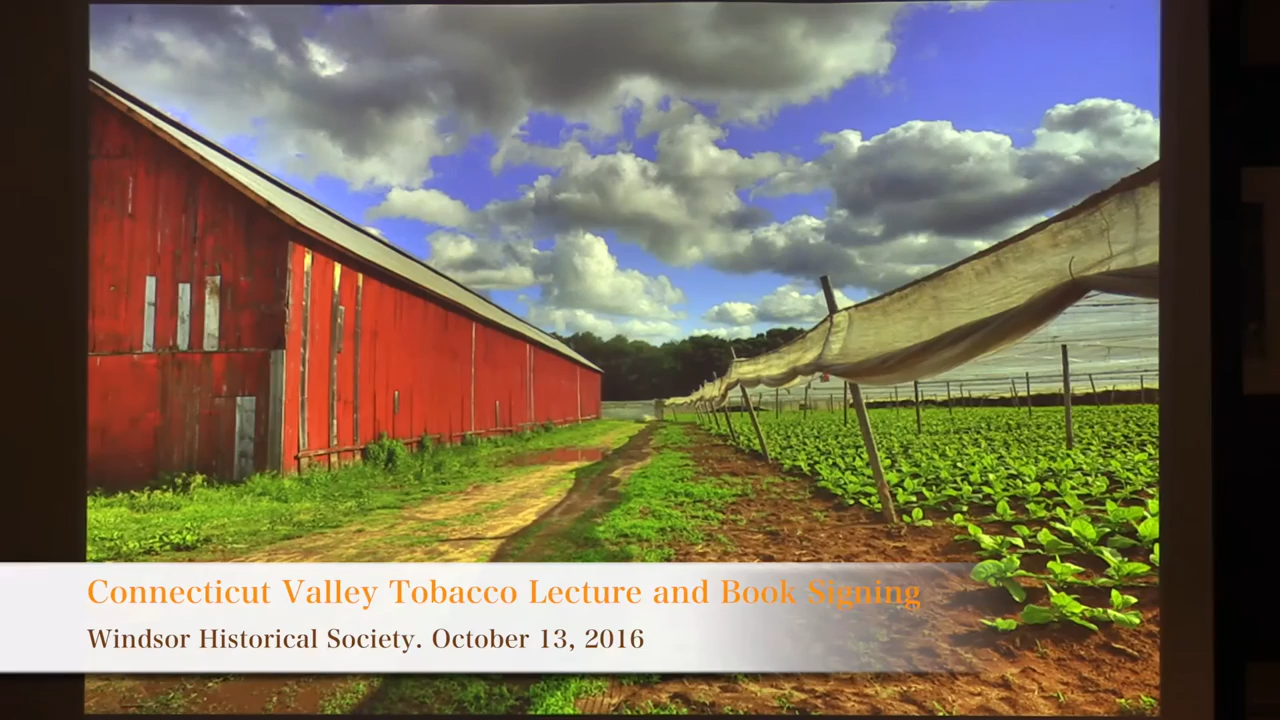 Connecticut Valley Tobacco Lecture and Book Signing
Windsor Historical Society. October 13, 2016